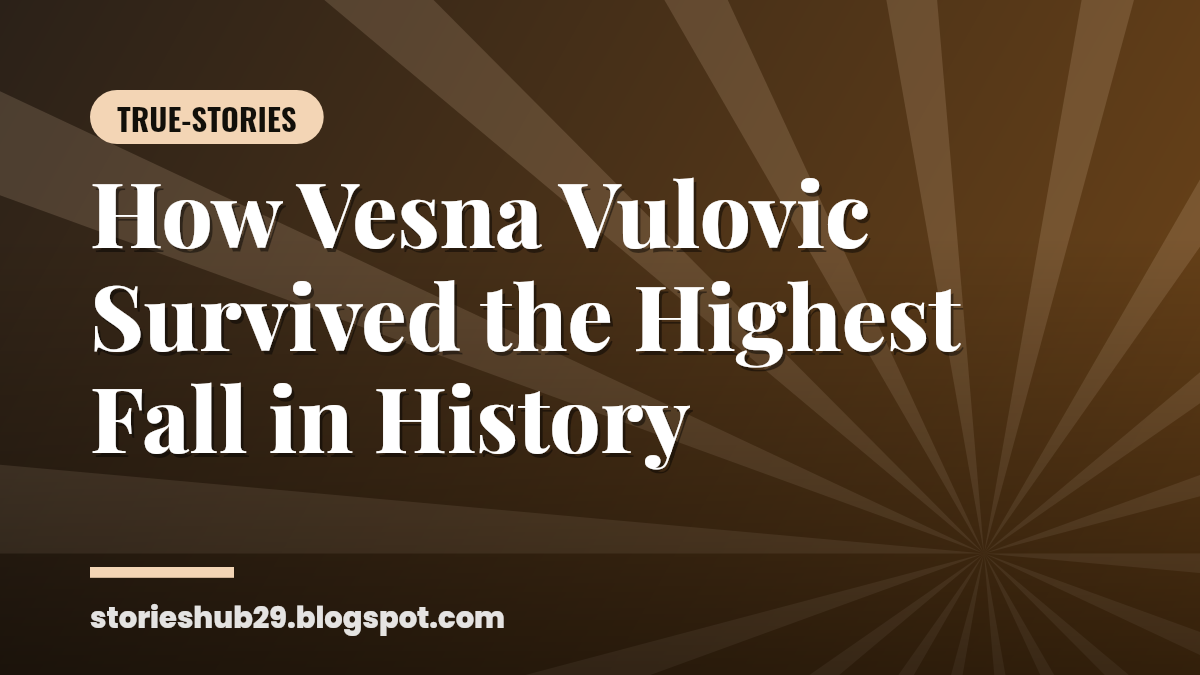 TRUE-STORIES
How Vesna Vulovic
Survived the Highest
Fall in History
storieshub29.blogspot.com